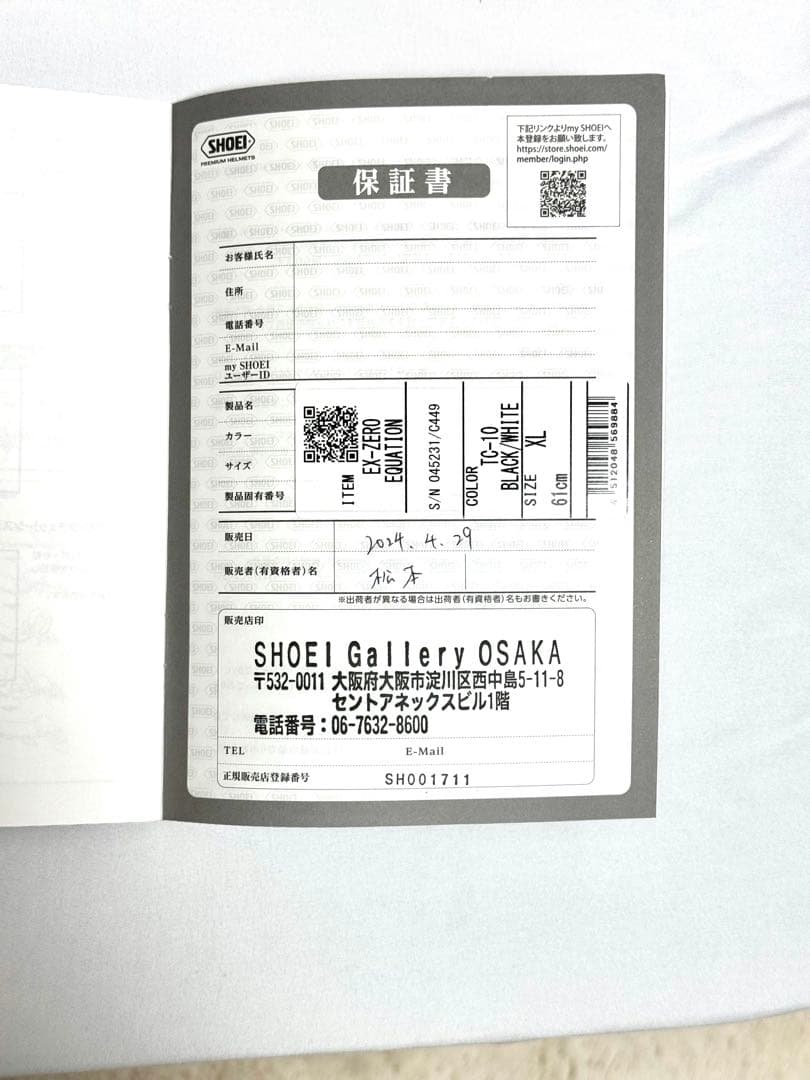 SHOEI
PREMIUM HELMETS
下記リンクよりmy SHOEIへ
本登録をお願い致します。
https://store.shoei.com/
member/login.php
保証書
お客様氏名
住所
電話番号
E-Mail
my SHOEI
ユーザーID
製品名
カラー
サイズ
製品固有番号
ITEM
EX-ZERO
EQUATION
S/N 045231/C449
COLOR
TC-10
BLACK/WHITE
SIZE
XL
61cm
4 512048 569884
販売日
2024.4.29
販売者(有資格者)名
松本
※出荷者が異なる場合は出荷者(有資格者)名もお書きください。
販売店印
SHOEI Gallery OSAKA
〒532-0011 大阪府大阪市淀川区西中島5-11-8
セントアネックスビル1階
電話番号：06-7632-8600
TEL
E-Mail
正規販売店登録番号
SH001711